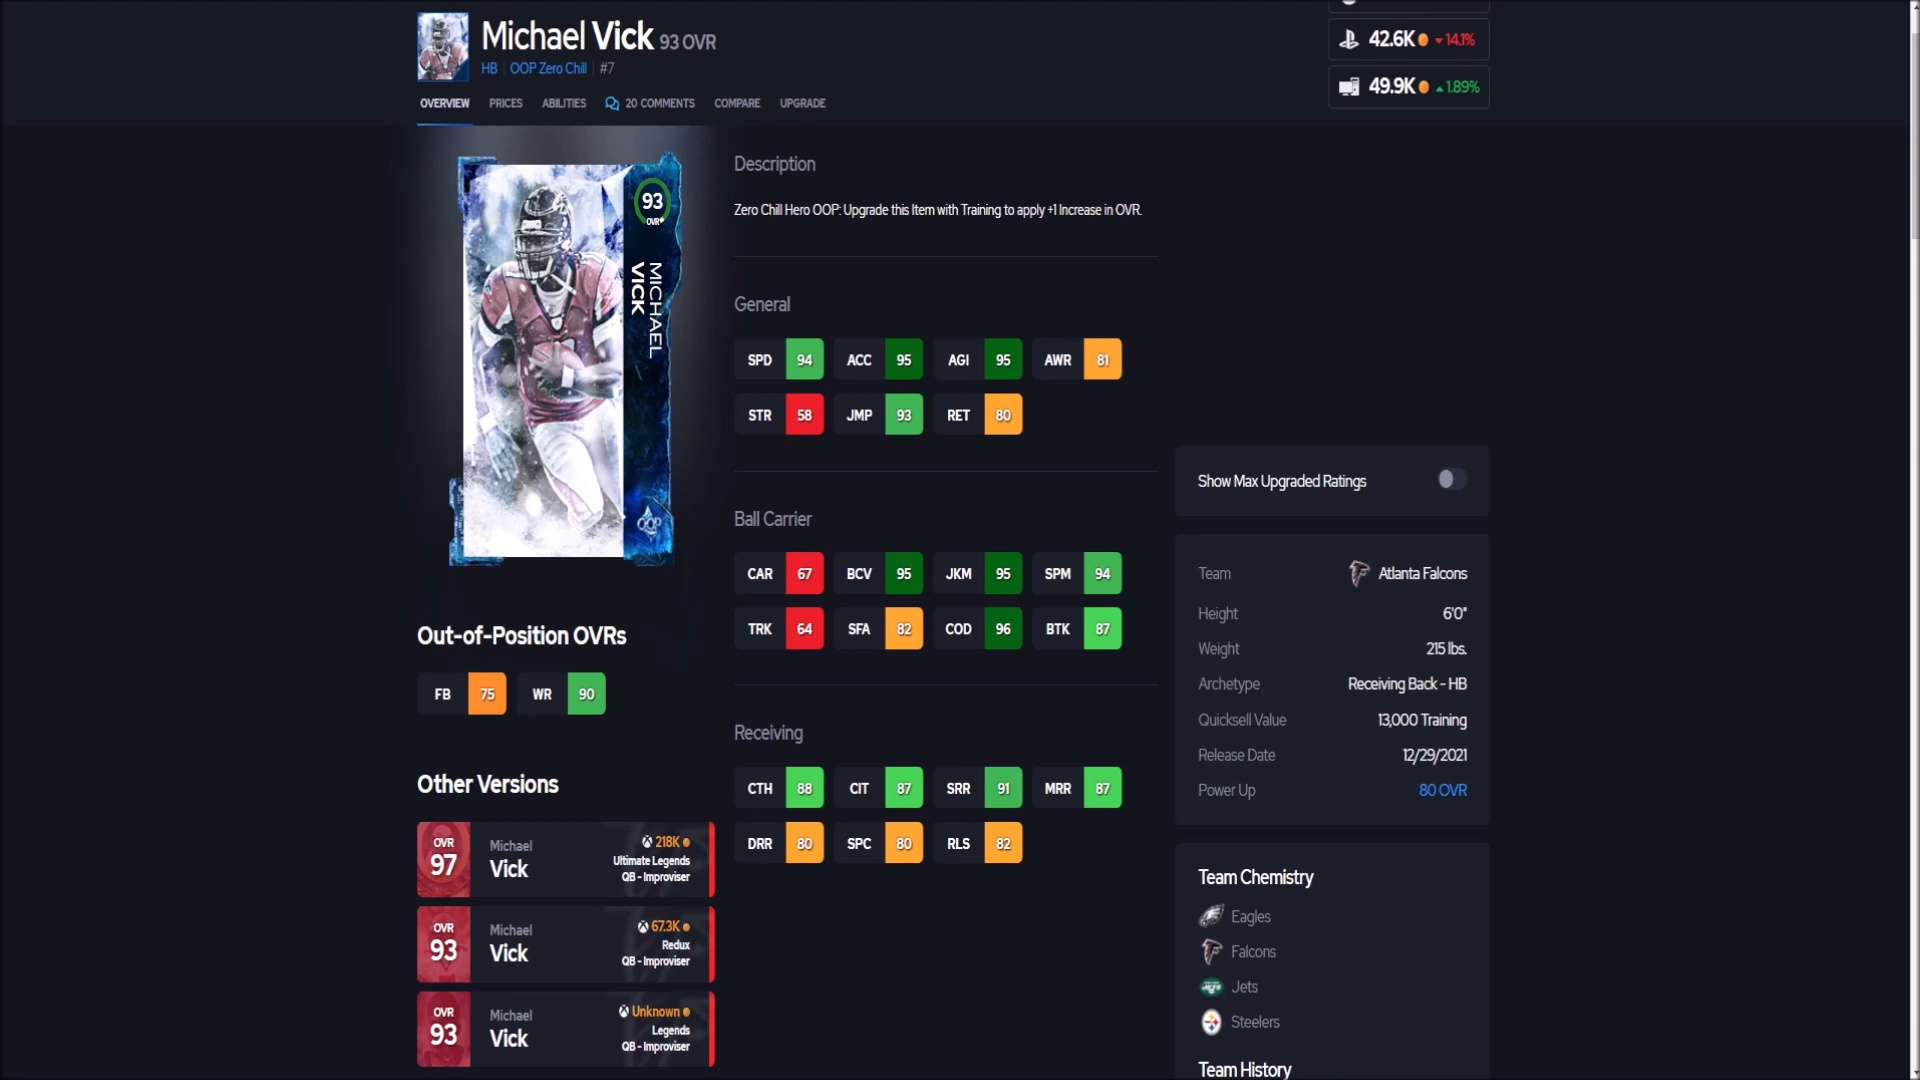 Michael Vick 93 OVR
HB OOP Zero Chill #7
42.6K 14.1%
49.9K 1.89%
OVERVIEW PRICES ABILITIES 20 COMMENTS COMPARE UPGRADE
93
OVR
MICHAEL
VICK
OOP
Description
Zero Chill Hero OOP: Upgrade this Item with Training to apply +1 Increase in OVR.
General
SPD 94 ACC 95 AGI 95 AWR 81
STR 58 JMP 93 RET 80
Ball Carrier
CAR 67 BCV 95 JKM 95 SPM 94
TRK 64 SFA 82 COD 96 BTK 87
Receiving
CTH 88 CIT 87 SRR 91 MRR 87
DRR 80 SPC 80 RLS 82
Out-of-Position OVRs
FB 75 WR 90
Other Versions
OVR
97
Michael
Vick
218K
Ultimate Legends
QB - Improviser
OVR
93
Michael
Vick
67.3K
Redux
QB - Improviser
OVR
93
Michael
Vick
Unknown
Legends
QB - Improviser
Show Max Upgraded Ratings
Team Atlanta Falcons
Height 6'0"
Weight 215 lbs.
Archetype Receiving Back - HB
Quicksell Value 13,000 Training
Release Date 12/29/2021
Power Up 80 OVR
Team Chemistry
Eagles
Falcons
Jets
Steelers
Team History